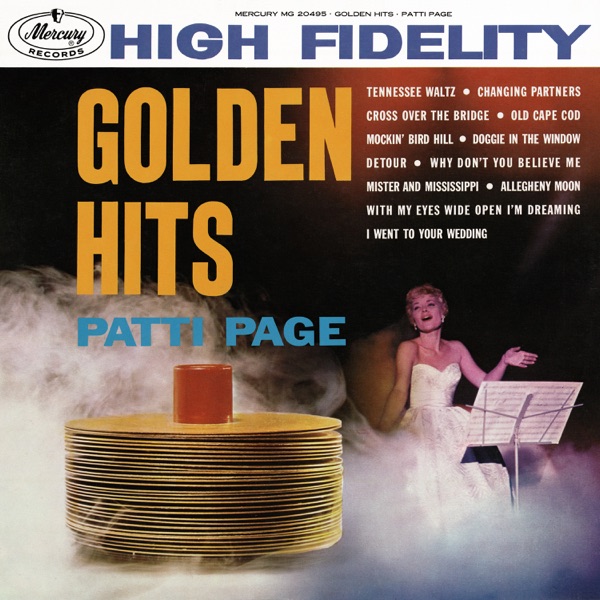 MERCURY MG 20495 · GOLDEN HITS · PATTI PAGE
Mercury
RECORDS
HIGH FIDELITY
GOLDEN
HITS
PATTI PAGE
TENNESSEE WALTZ • CHANGING PARTNERS
CROSS OVER THE BRIDGE • OLD CAPE COD
MOCKIN' BIRD HILL • DOGGIE IN THE WINDOW
DETOUR • WHY DON'T YOU BELIEVE ME
MISTER AND MISSISSIPPI • ALLEGHENY MOON
WITH MY EYES WIDE OPEN I'M DREAMING
I WENT TO YOUR WEDDING